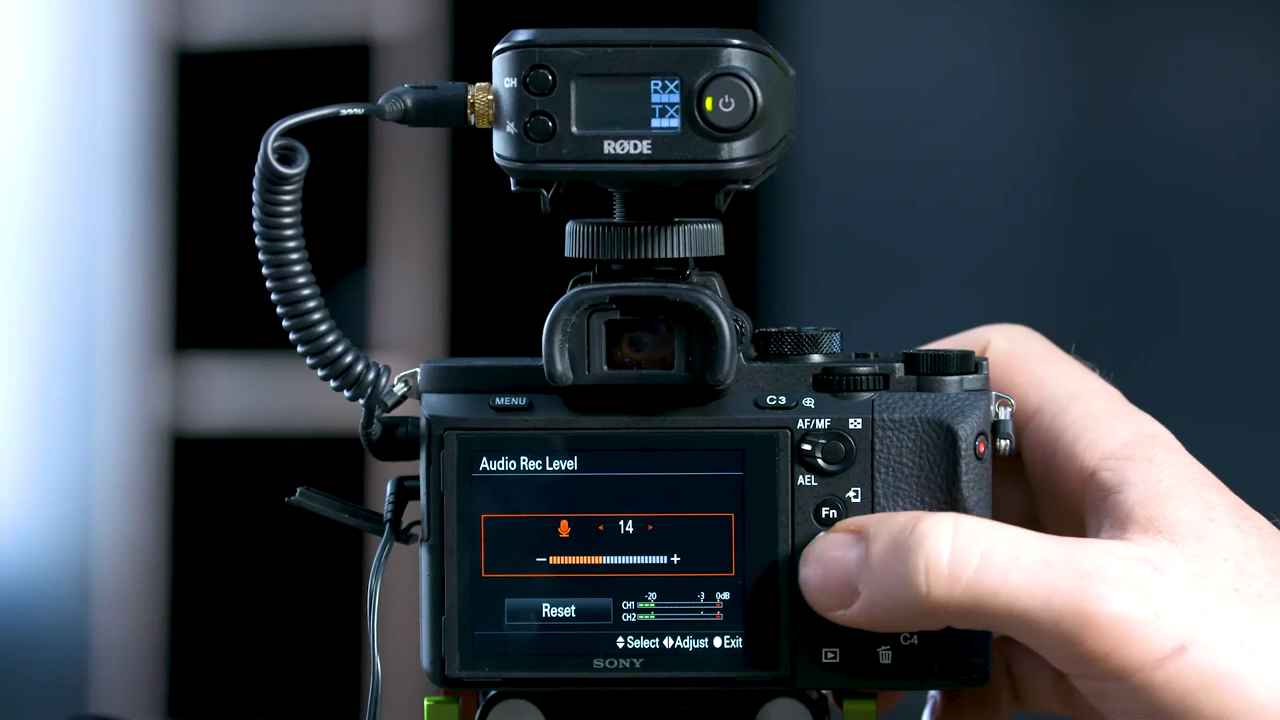 CH
RX
TX
RØDE
MENU
C3
AF/MF
AEL
Fn
Audio Rec Level
14
− +
Reset
-20 -3 0dB
CH1
CH2
Select Adjust Exit
SONY
C4